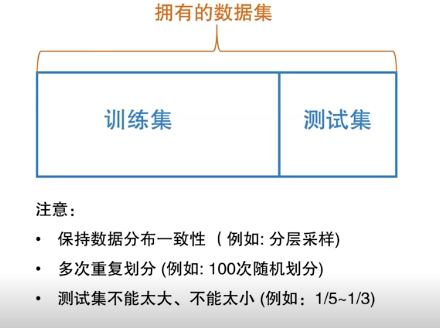 拥有的数据集
训练集
测试集
注意：
• 保持数据分布一致性 （ 例如: 分层采样)
• 多次重复划分 (例如: 100次随机划分)
• 测试集不能太大、不能太小 (例如：1/5~1/3)